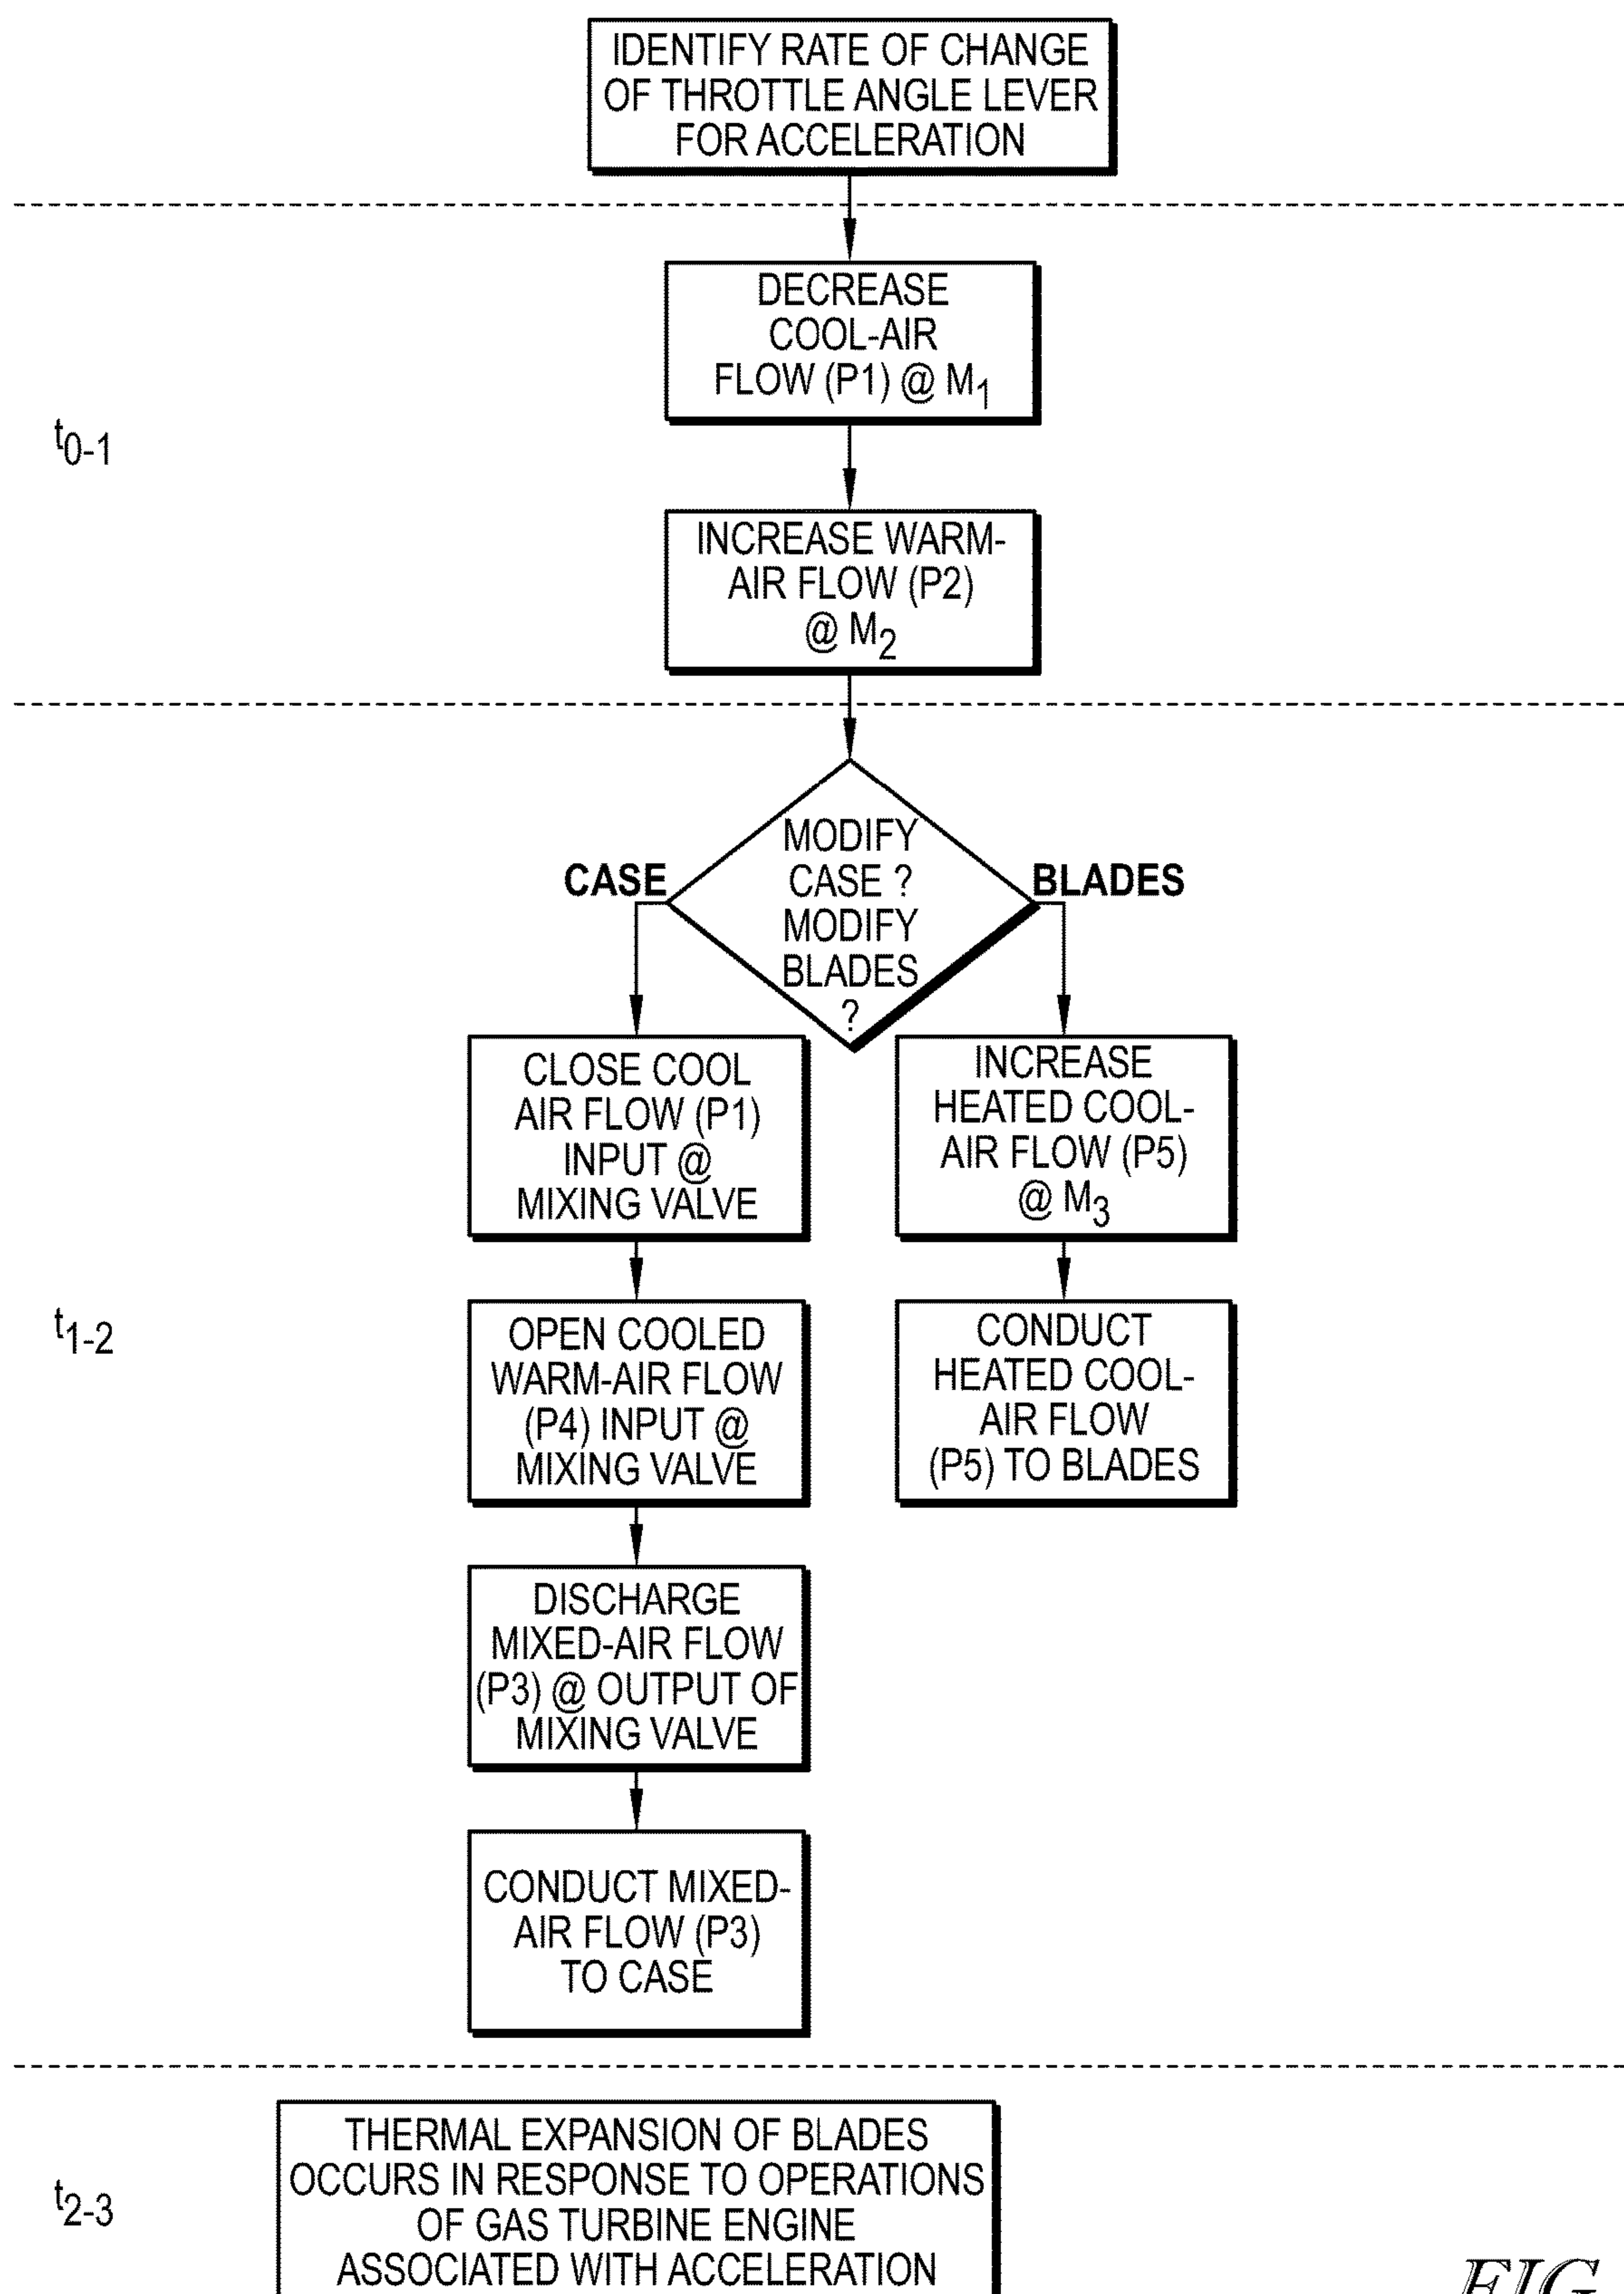 IDENTIFY RATE OF CHANGE
OF THROTTLE ANGLE LEVER
FOR ACCELERATION
DECREASE
COOL-AIR
FLOW (P1) @ M1
t0-1
INCREASE WARM-
AIR FLOW (P2)
@ M2
MODIFY
CASE ?
MODIFY
BLADES
?
CASE
BLADES
CLOSE COOL
AIR FLOW (P1)
INPUT @
MIXING VALVE
INCREASE
HEATED COOL-
AIR FLOW (P5)
@ M3
t1-2
OPEN COOLED
WARM-AIR FLOW
(P4) INPUT @
MIXING VALVE
CONDUCT
HEATED COOL-
AIR FLOW
(P5) TO BLADES
DISCHARGE
MIXED-AIR FLOW
(P3) @ OUTPUT OF
MIXING VALVE
CONDUCT MIXED-
AIR FLOW (P3)
TO CASE
t2-3
THERMAL EXPANSION OF BLADES
OCCURS IN RESPONSE TO OPERATIONS
OF GAS TURBINE ENGINE
ASSOCIATED WITH ACCELERATION
FIG